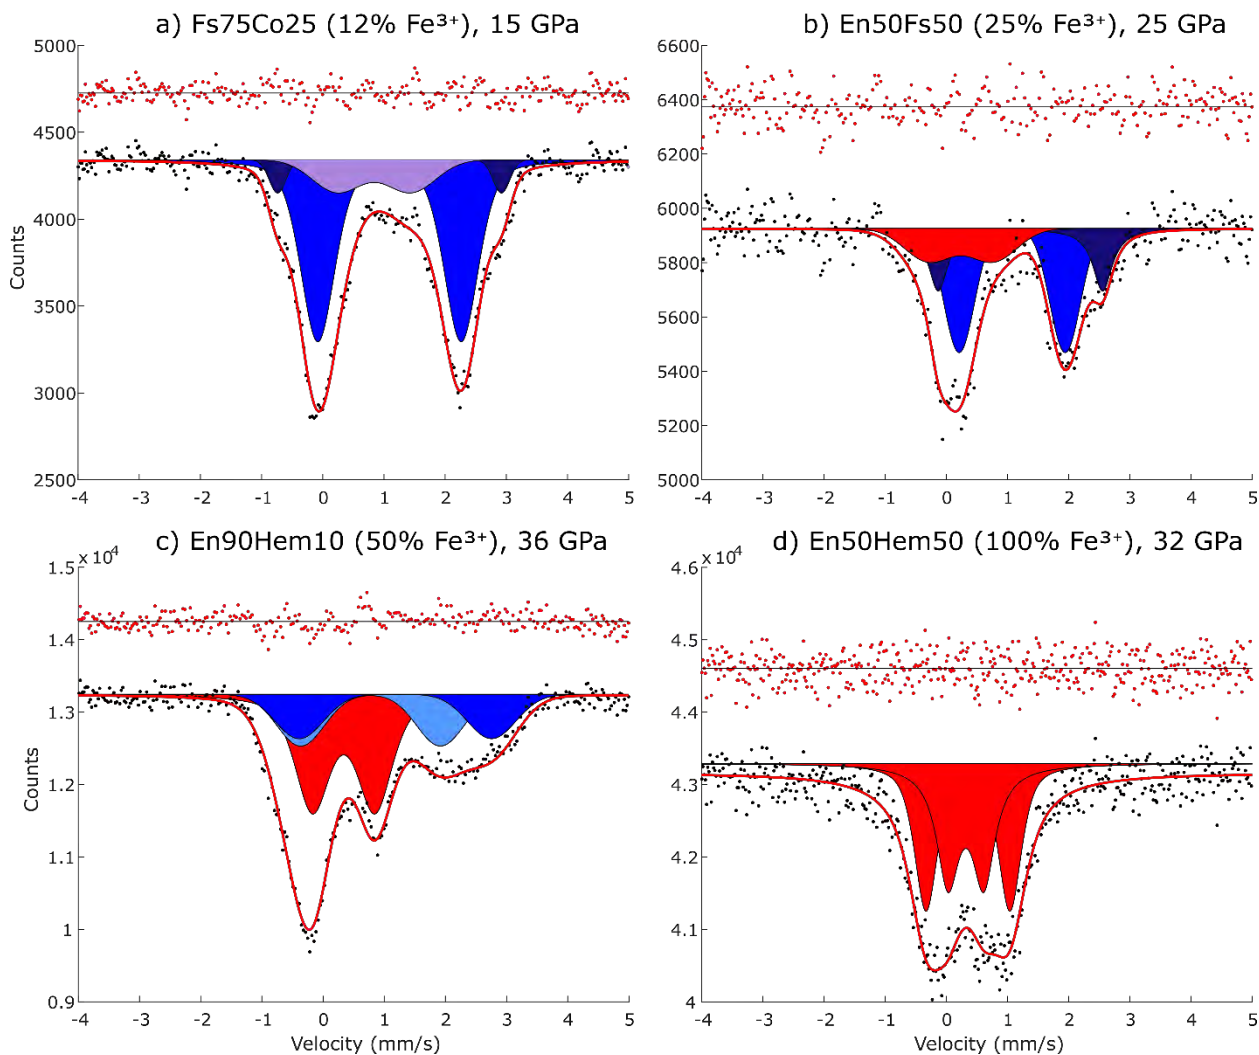 a) Fs75Co25 (12% Fe³⁺), 15 GPa
5000
4500
4000
3500
3000
2500
Counts
-4 -3 -2 -1 0 1 2 3 4 5
b) En50Fs50 (25% Fe³⁺), 25 GPa
6600
6400
6200
6000
5800
5600
5400
5200
5000
-4 -3 -2 -1 0 1 2 3 4 5
c) En90Hem10 (50% Fe³⁺), 36 GPa
x 10⁴
1.5
1.4
1.3
1.2
1.1
1
0.9
Counts
-4 -3 -2 -1 0 1 2 3 4 5
Velocity (mm/s)
d) En50Hem50 (100% Fe³⁺), 32 GPa
x 10⁴
4.6
4.5
4.4
4.3
4.2
4.1
4
-4 -3 -2 -1 0 1 2 3 4 5
Velocity (mm/s)